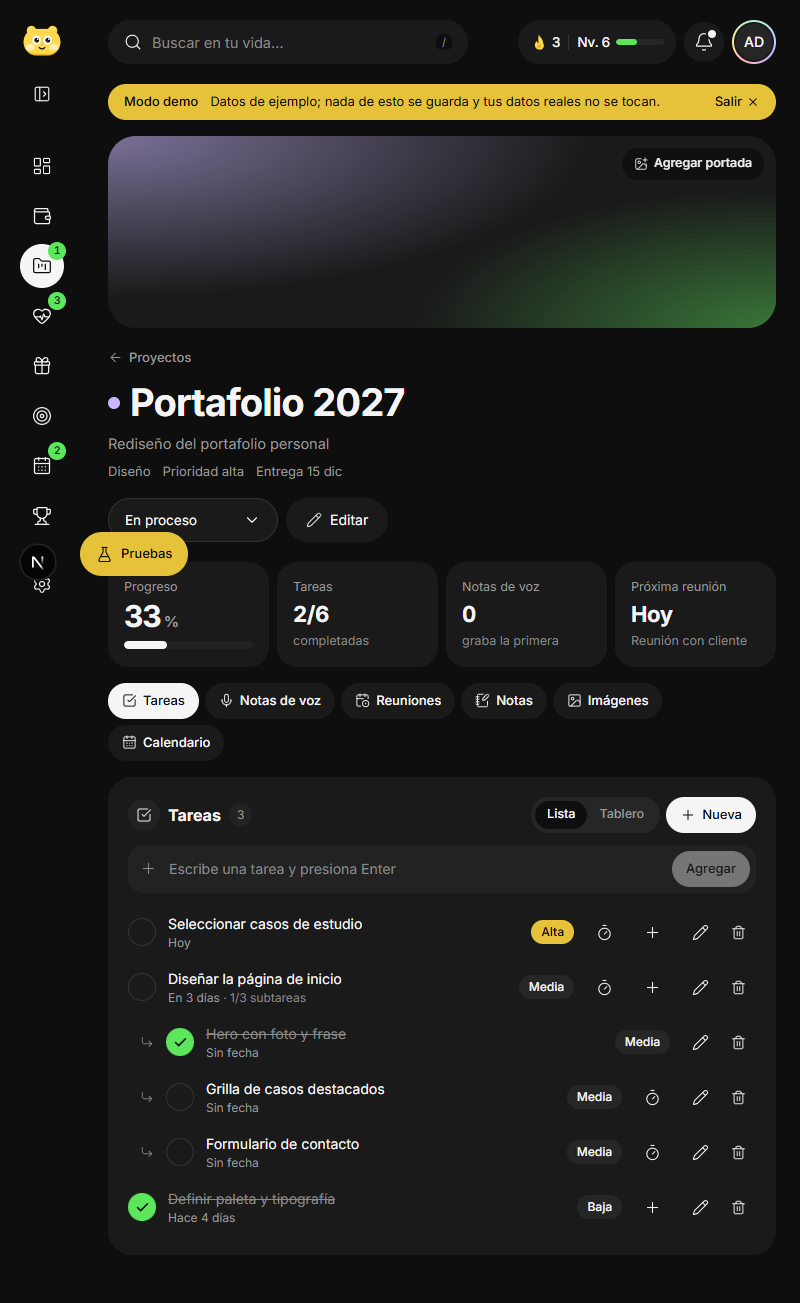 Buscar en tu vida...
/
3
Nv. 6
AD
Modo demo
Datos de ejemplo; nada de esto se guarda y tus datos reales no se tocan.
Salir
Agregar portada
1
3
2
N
Proyectos
Portafolio 2027
Rediseño del portafolio personal
Diseño Prioridad alta Entrega 15 dic
En proceso
Editar
Pruebas
Progreso
33 %
Tareas
2/6
completadas
Notas de voz
0
graba la primera
Próxima reunión
Hoy
Reunión con cliente
Tareas
Notas de voz
Reuniones
Notas
Imágenes
Calendario
Tareas 3
Lista
Tablero
Nueva
Escribe una tarea y presiona Enter
Agregar
Seleccionar casos de estudio
Hoy
Alta
Diseñar la página de inicio
En 3 días · 1/3 subtareas
Media
Hero con foto y frase
Sin fecha
Media
Grilla de casos destacados
Sin fecha
Media
Formulario de contacto
Sin fecha
Media
Definir paleta y tipografía
Hace 4 días
Baja